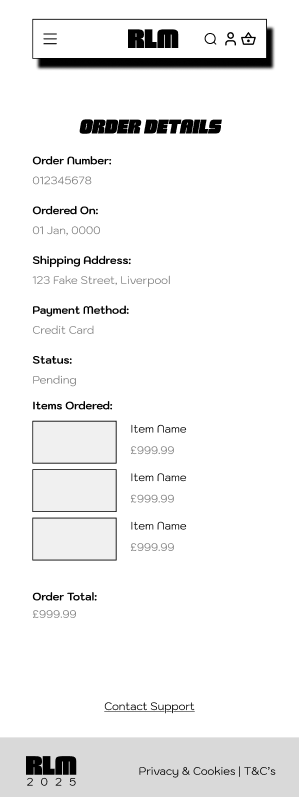 RLM
ORDER DETAILS
Order Number:
012345678
Ordered On:
01 Jan, 0000
Shipping Address:
123 Fake Street, Liverpool
Payment Method:
Credit Card
Status:
Pending
Items Ordered:
Item Name
£999.99
Item Name
£999.99
Item Name
£999.99
Order Total:
£999.99
Contact Support
RLM
2025
Privacy & Cookies | T&C's